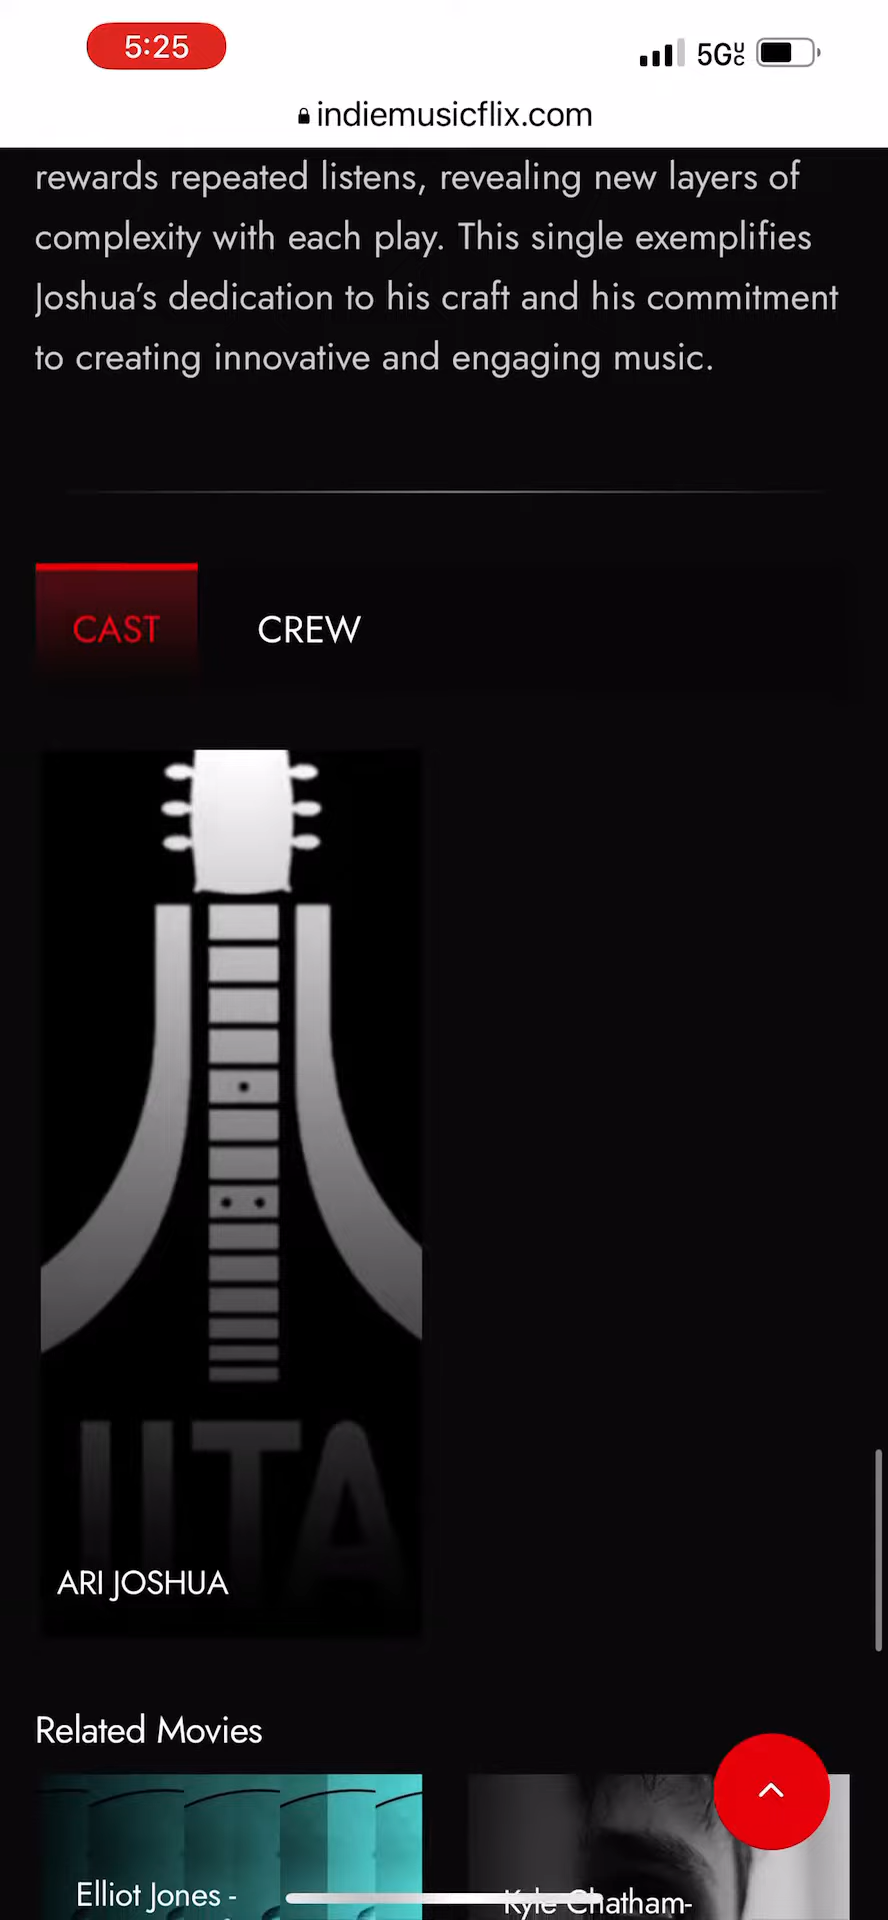 5:25
5GUC
indiemusicflix.com
rewards repeated listens, revealing new layers of
complexity with each play. This single exemplifies
Joshua’s dedication to his craft and his commitment
to creating innovative and engaging music.
CAST
CREW
UTA
ARI JOSHUA
Related Movies
Elliot Jones -
Kyle Chatham-